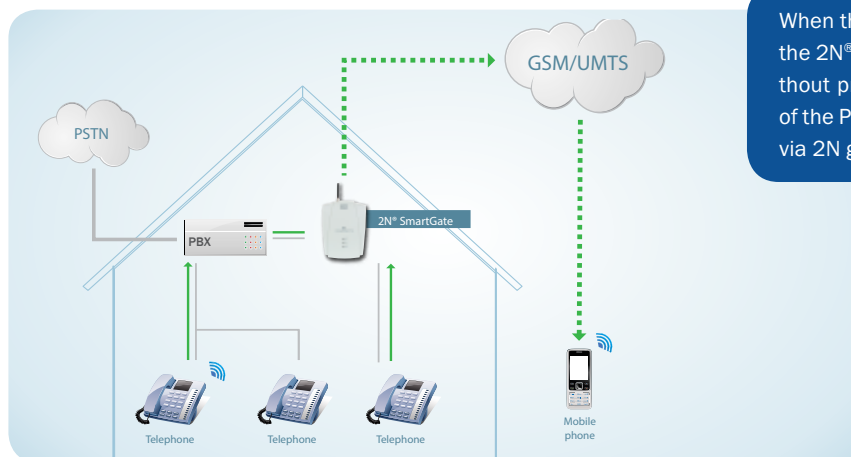 When th
the 2N®
thout p
of the P
via 2N g
GSM/UMTS
PSTN
2N® SmartGate
PBX
Telephone
Telephone
Telephone
Mobile
phone